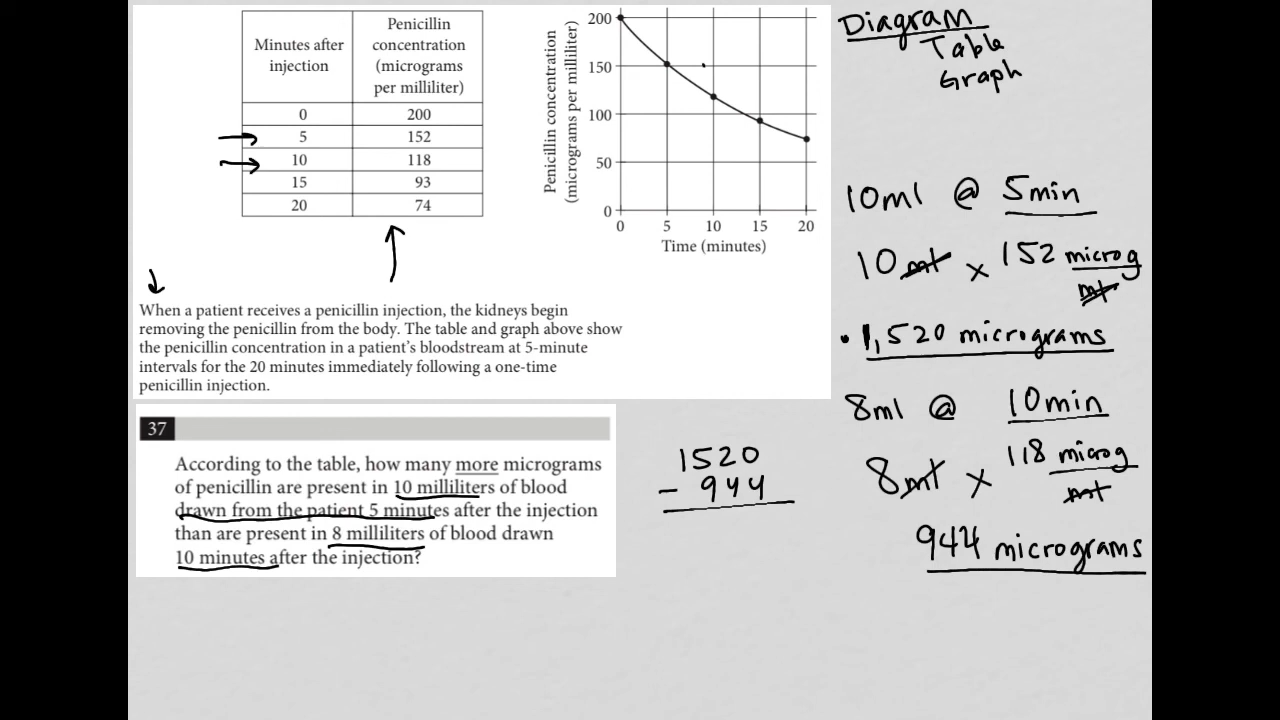 Minutes after
injection
Penicillin
concentration
(micrograms
per milliliter)
0 200
5 152
10 118
15 93
20 74
Penicillin concentration
(micrograms per milliliter)
200
150
100
50
0
0 5 10 15 20
Time (minutes)
Diagram
Table
Graph
When a patient receives a penicillin injection, the kidneys begin
removing the penicillin from the body. The table and graph above show
the penicillin concentration in a patient's bloodstream at 5-minute
intervals for the 20 minutes immediately following a one-time
penicillin injection.
37
According to the table, how many more micrograms
of penicillin are present in 10 milliliters of blood
drawn from the patient 5 minutes after the injection
than are present in 8 milliliters of blood drawn
10 minutes after the injection?
1520
- 944
10ml @ 5min
10 ml x 152 microg
ml
1,520 micrograms
8ml @ 10min
8ml x 118 microg
ml
944 micrograms